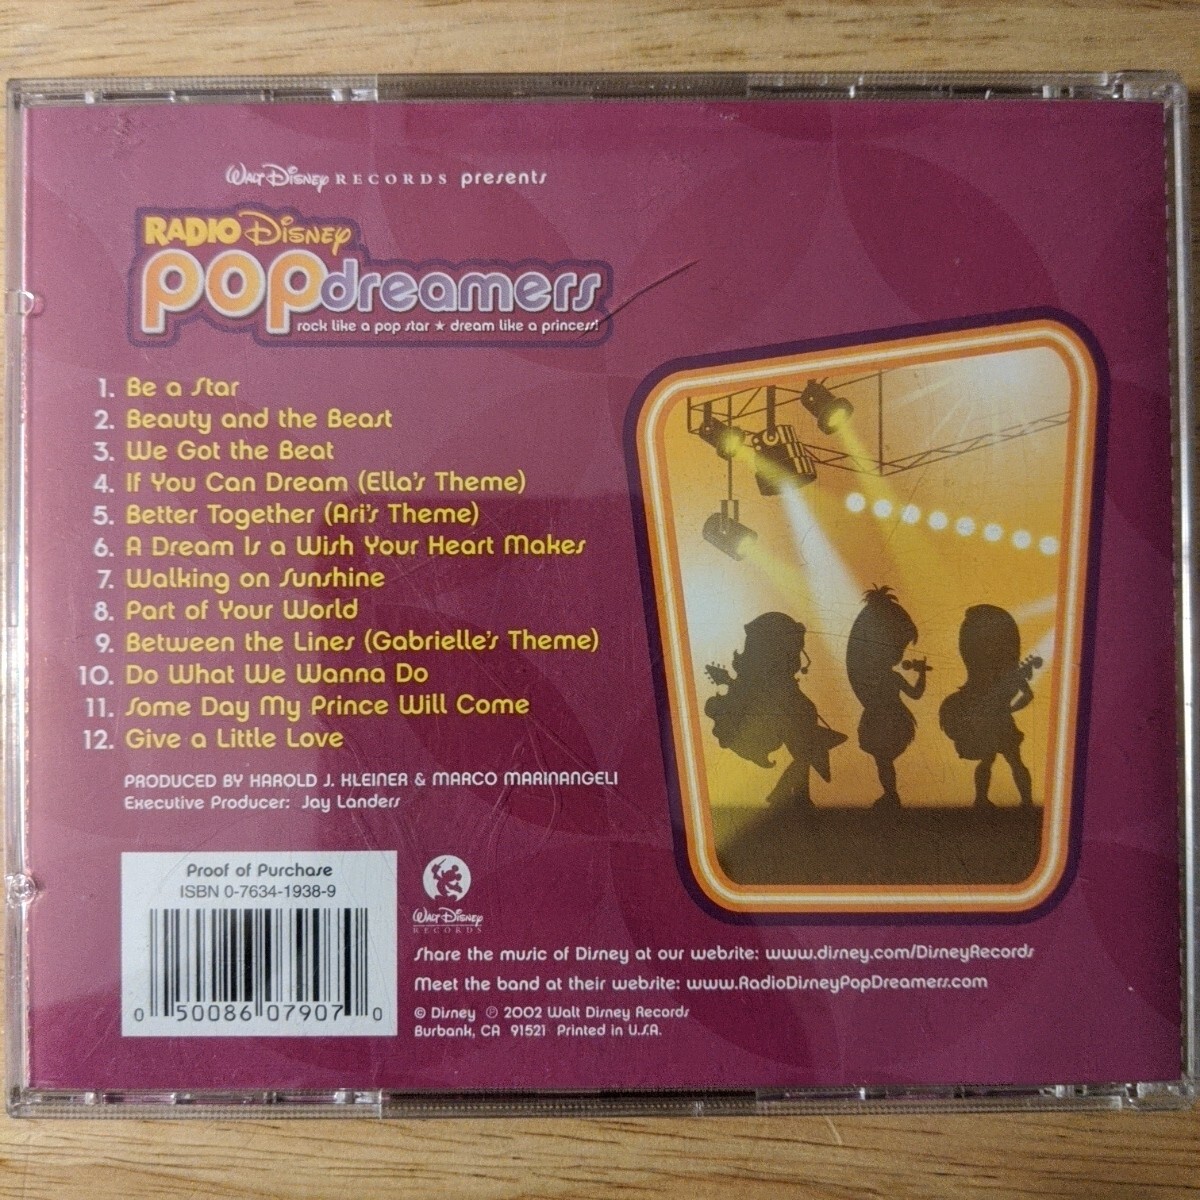 WALT DISNEY RECORDS presents
RADIO DISNEY
popdreamers
rock like a pop star ★ dream like a princess!
1. Be a Star
2. Beauty and the Beast
3. We Got the Beat
4. If You Can Dream (Ella's Theme)
5. Better Together (Ari's Theme)
6. A Dream Is a Wish Your Heart Makes
7. Walking on Sunshine
8. Part of Your World
9. Between the Lines (Gabrielle's Theme)
10. Do What We Wanna Do
11. Some Day My Prince Will Come
12. Give a Little Love
PRODUCED BY HAROLD J. KLEINER & MARCO MARINANGELI
Executive Producer: Jay Landers
Proof of Purchase
ISBN 0-7634-1938-9
0 50086 07907 0
WALT DISNEY
RECORDS
Share the music of Disney at our website: www.disney.com/DisneyRecords
Meet the band at their website: www.RadioDisneyPopDreamers.com
© Disney ℗ 2002 Walt Disney Records
Burbank, CA 91521 Printed in U.S.A.